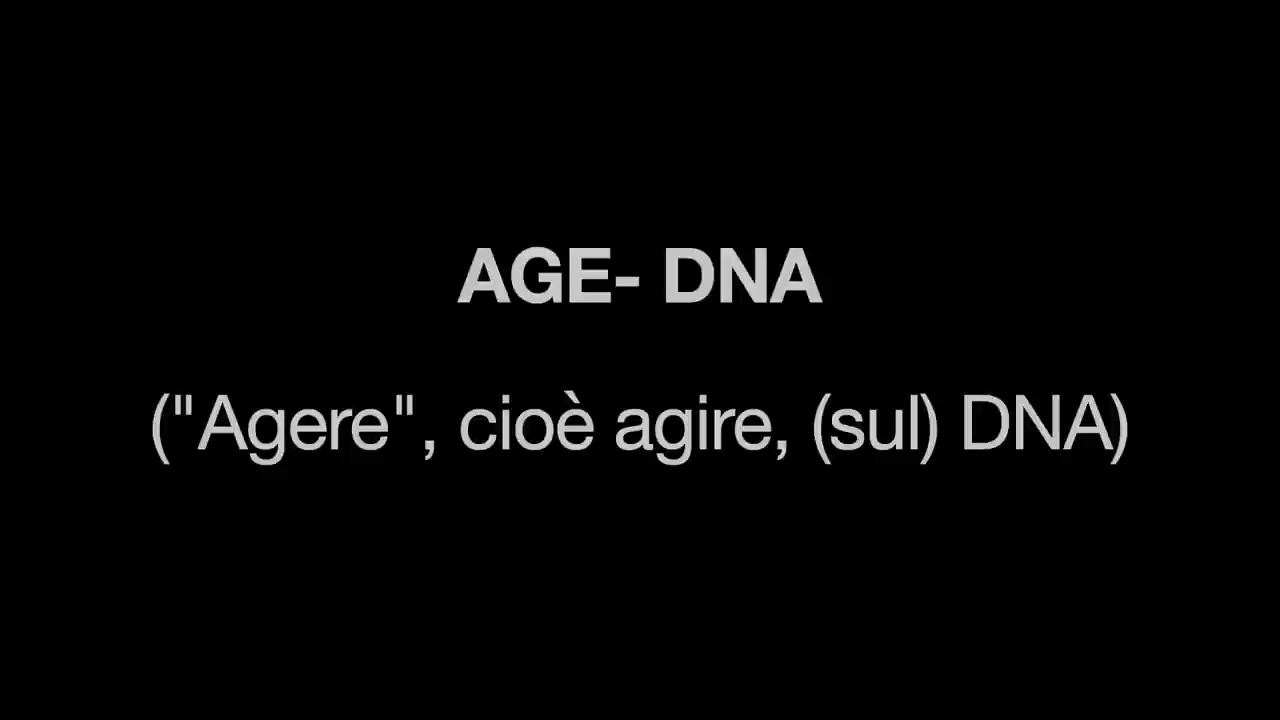 AGE- DNA
("Agere", cioè agire, (sul) DNA)